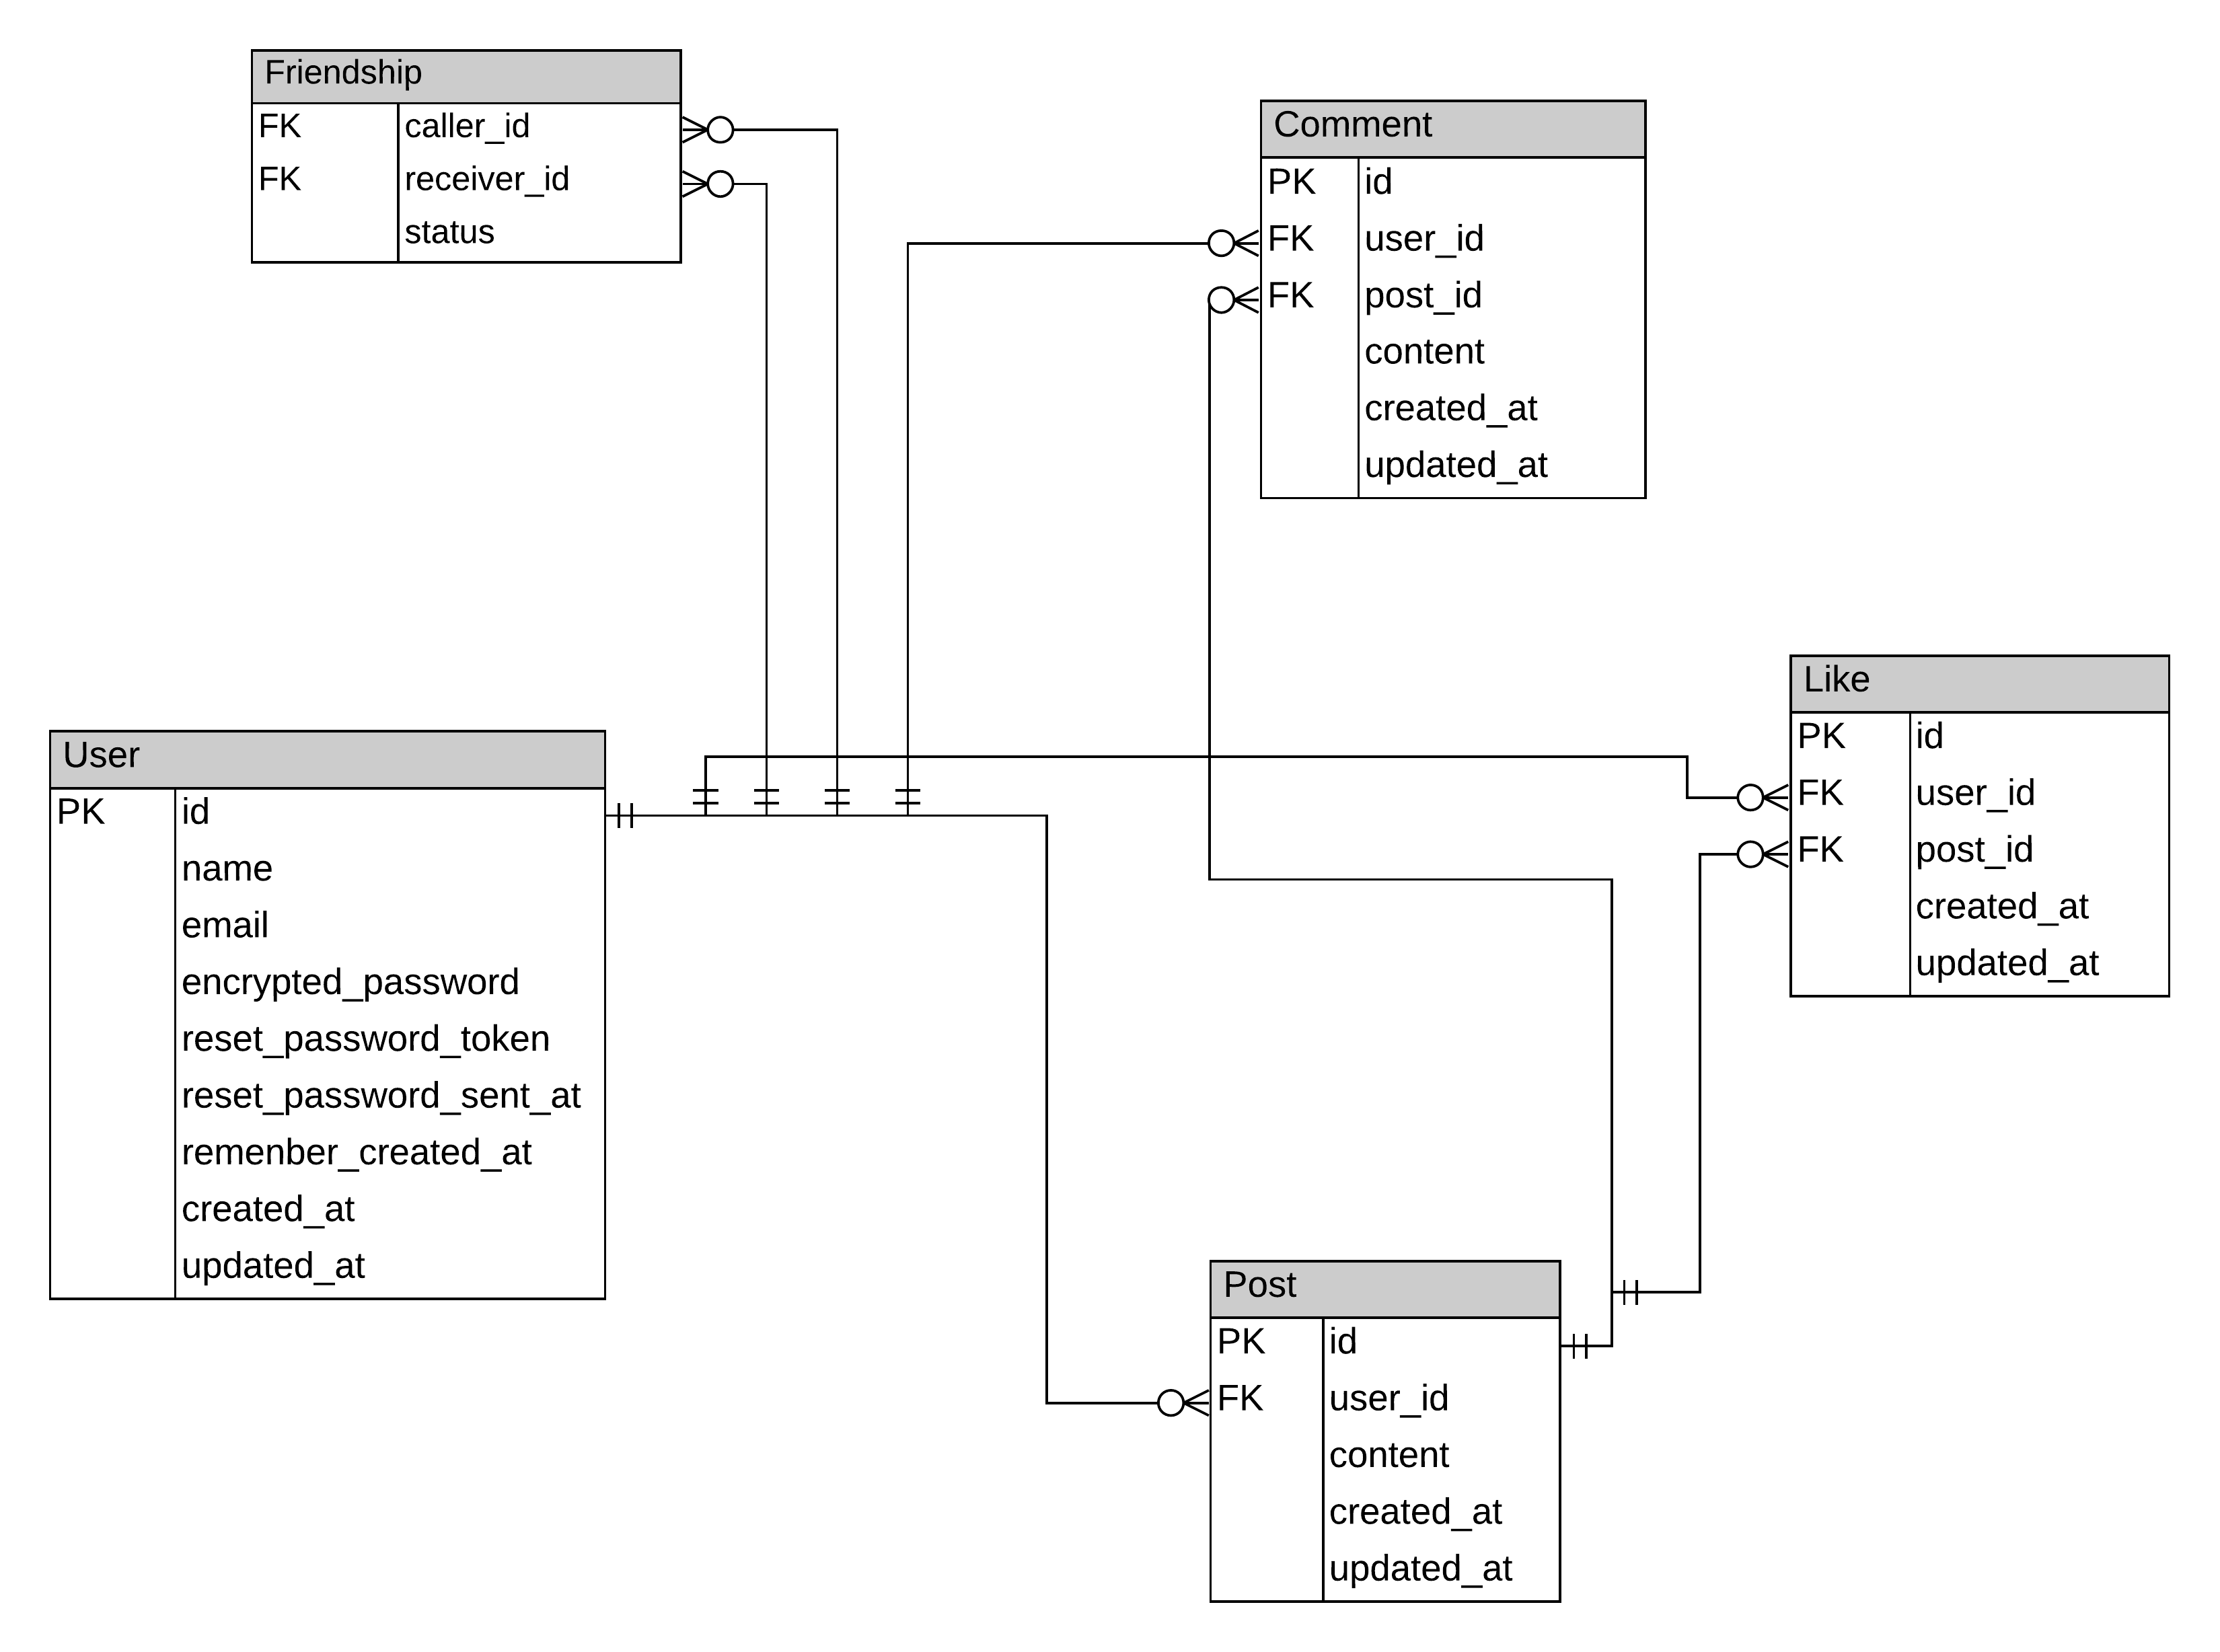 Friendship
FK caller_id
FK receiver_id
status
Comment
PK id
FK user_id
FK post_id
content
created_at
updated_at
Like
PK id
FK user_id
FK post_id
created_at
updated_at
User
PK id
name
email
encrypted_password
reset_password_token
reset_password_sent_at
remenber_created_at
created_at
updated_at
Post
PK id
FK user_id
content
created_at
updated_at